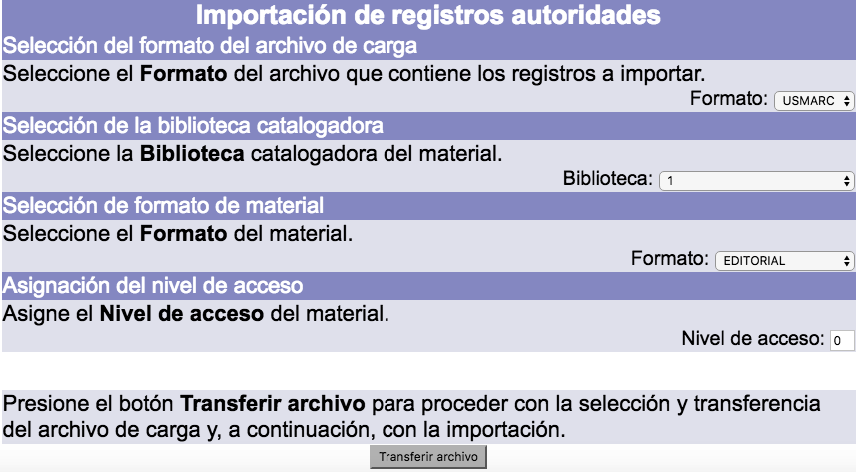 Importación de registros autoridades
Selección del formato del archivo de carga
Seleccione el Formato del archivo que contiene los registros a importar.
Formato: USMARC
Selección de la biblioteca catalogadora
Seleccione la Biblioteca catalogadora del material.
Biblioteca: 1
Selección de formato de material
Seleccione el Formato del material.
Formato: EDITORIAL
Asignación del nivel de acceso
Asigne el Nivel de acceso del material.
Nivel de acceso: 0
Presione el botón Transferir archivo para proceder con la selección y transferencia
del archivo de carga y, a continuación, con la importación.
Transferir archivo